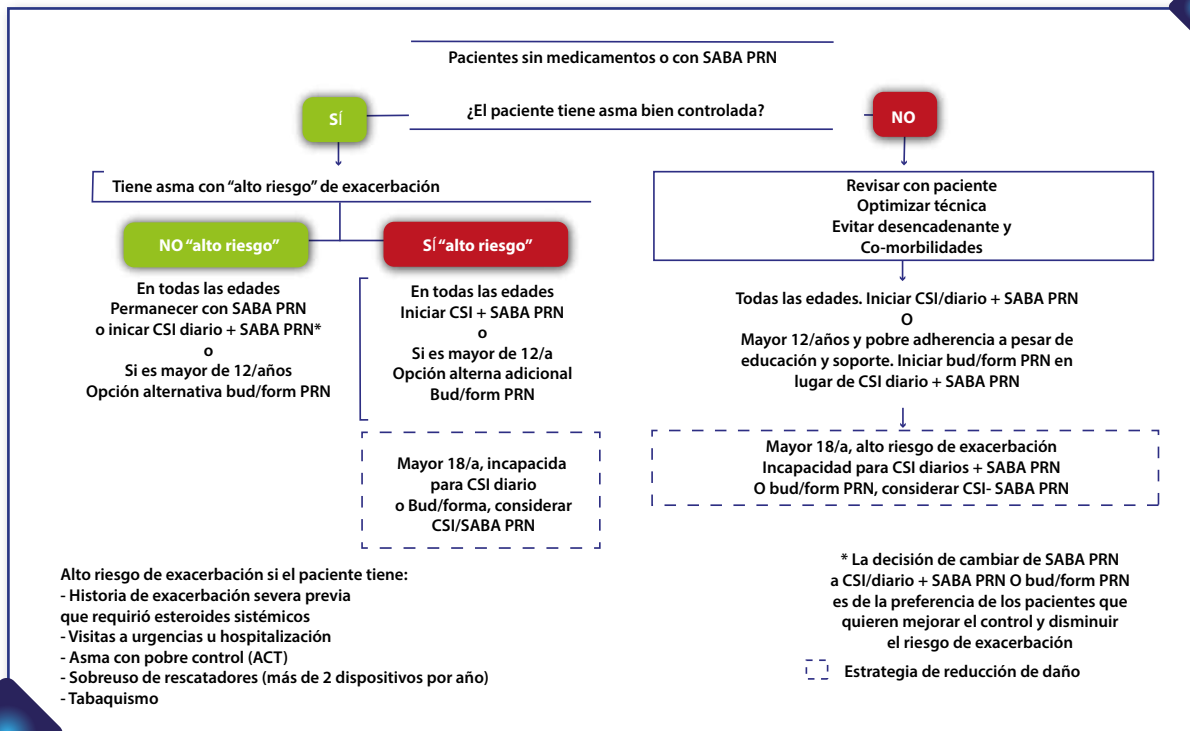 Pacientes sin medicamentos o con SABA PRN
¿El paciente tiene asma bien controlada?
SÍ
NO
Tiene asma con “alto riesgo” de exacerbación
NO “alto riesgo”
SÍ “alto riesgo”
En todas las edades
Permanecer con SABA PRN
o inicar CSI diario + SABA PRN*
o
Si es mayor de 12/años
Opción alternativa bud/form PRN
En todas las edades
Iniciar CSI + SABA PRN
o
Si es mayor de 12/a
Opción alterna adicional
Bud/form PRN
Mayor 18/a, incapacida
para CSI diario
o Bud/forma, considerar
CSI/SABA PRN
Revisar con paciente
Optimizar técnica
Evitar desencadenante y
Co-morbilidades
Todas las edades. Iniciar CSI/diario + SABA PRN
O
Mayor 12/años y pobre adherencia a pesar de
educación y soporte. Iniciar bud/form PRN en
lugar de CSI diario + SABA PRN
Mayor 18/a, alto riesgo de exacerbación
Incapacidad para CSI diarios + SABA PRN
O bud/form PRN, considerar CSI- SABA PRN
Alto riesgo de exacerbación si el paciente tiene:
- Historia de exacerbación severa previa
que requirió esteroides sistémicos
- Visitas a urgencias u hospitalización
- Asma con pobre control (ACT)
- Sobreuso de rescatadores (más de 2 dispositivos por año)
- Tabaquismo
* La decisión de cambiar de SABA PRN
a CSI/diario + SABA PRN O bud/form PRN
es de la preferencia de los pacientes que
quieren mejorar el control y disminuir
el riesgo de exacerbación
Estrategia de reducción de daño